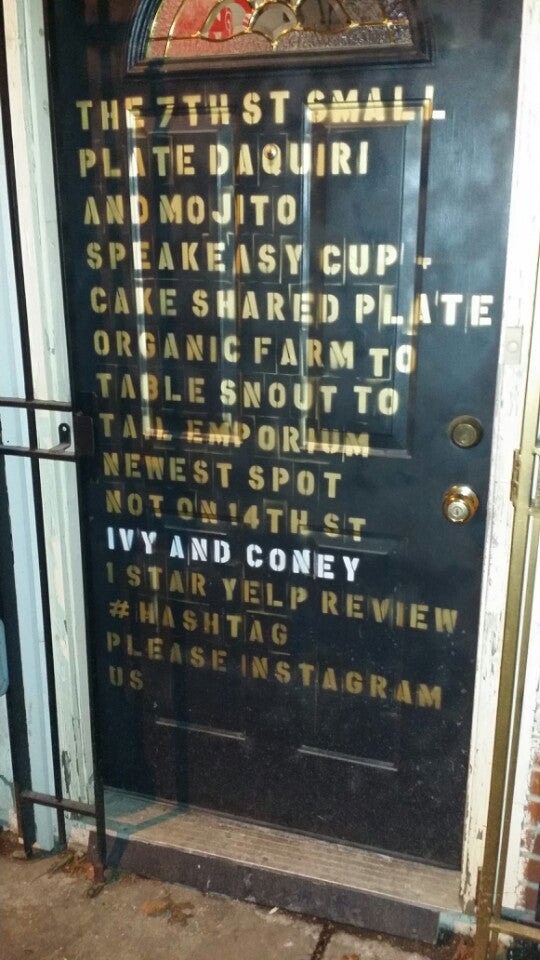 THE 7TH ST SMALL
PLATE DAQUIRI
AND MOJITO
SPEAKEASY CUP -
CAKE SHARED PLATE
ORGANIC FARM TO
TABLE SNOUT TO
TAIL EMPORIUM
NEWEST SPOT
NOT ON 14TH ST
IVY AND CONEY
1 STAR YELP REVIEW
# HASHTAG
PLEASE INSTAGRAM
US